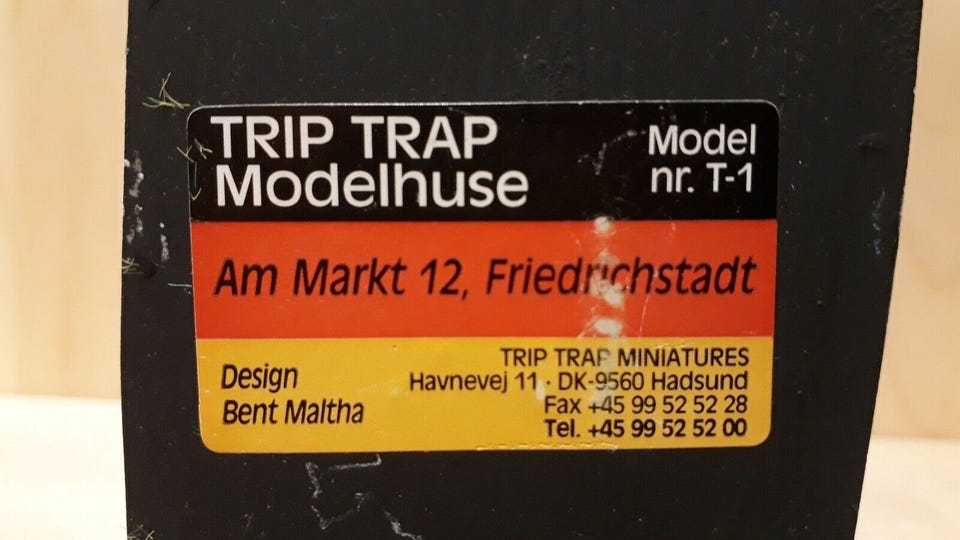 TRIP TRAP
Modelhuse
Model
nr. T-1
Am Markt 12, Friedrichstadt
Design
Bent Maltha
TRIP TRAP MINIATURES
Havnevej 11 · DK-9560 Hadsund
Fax +45 99 52 52 28
Tel. +45 99 52 52 00